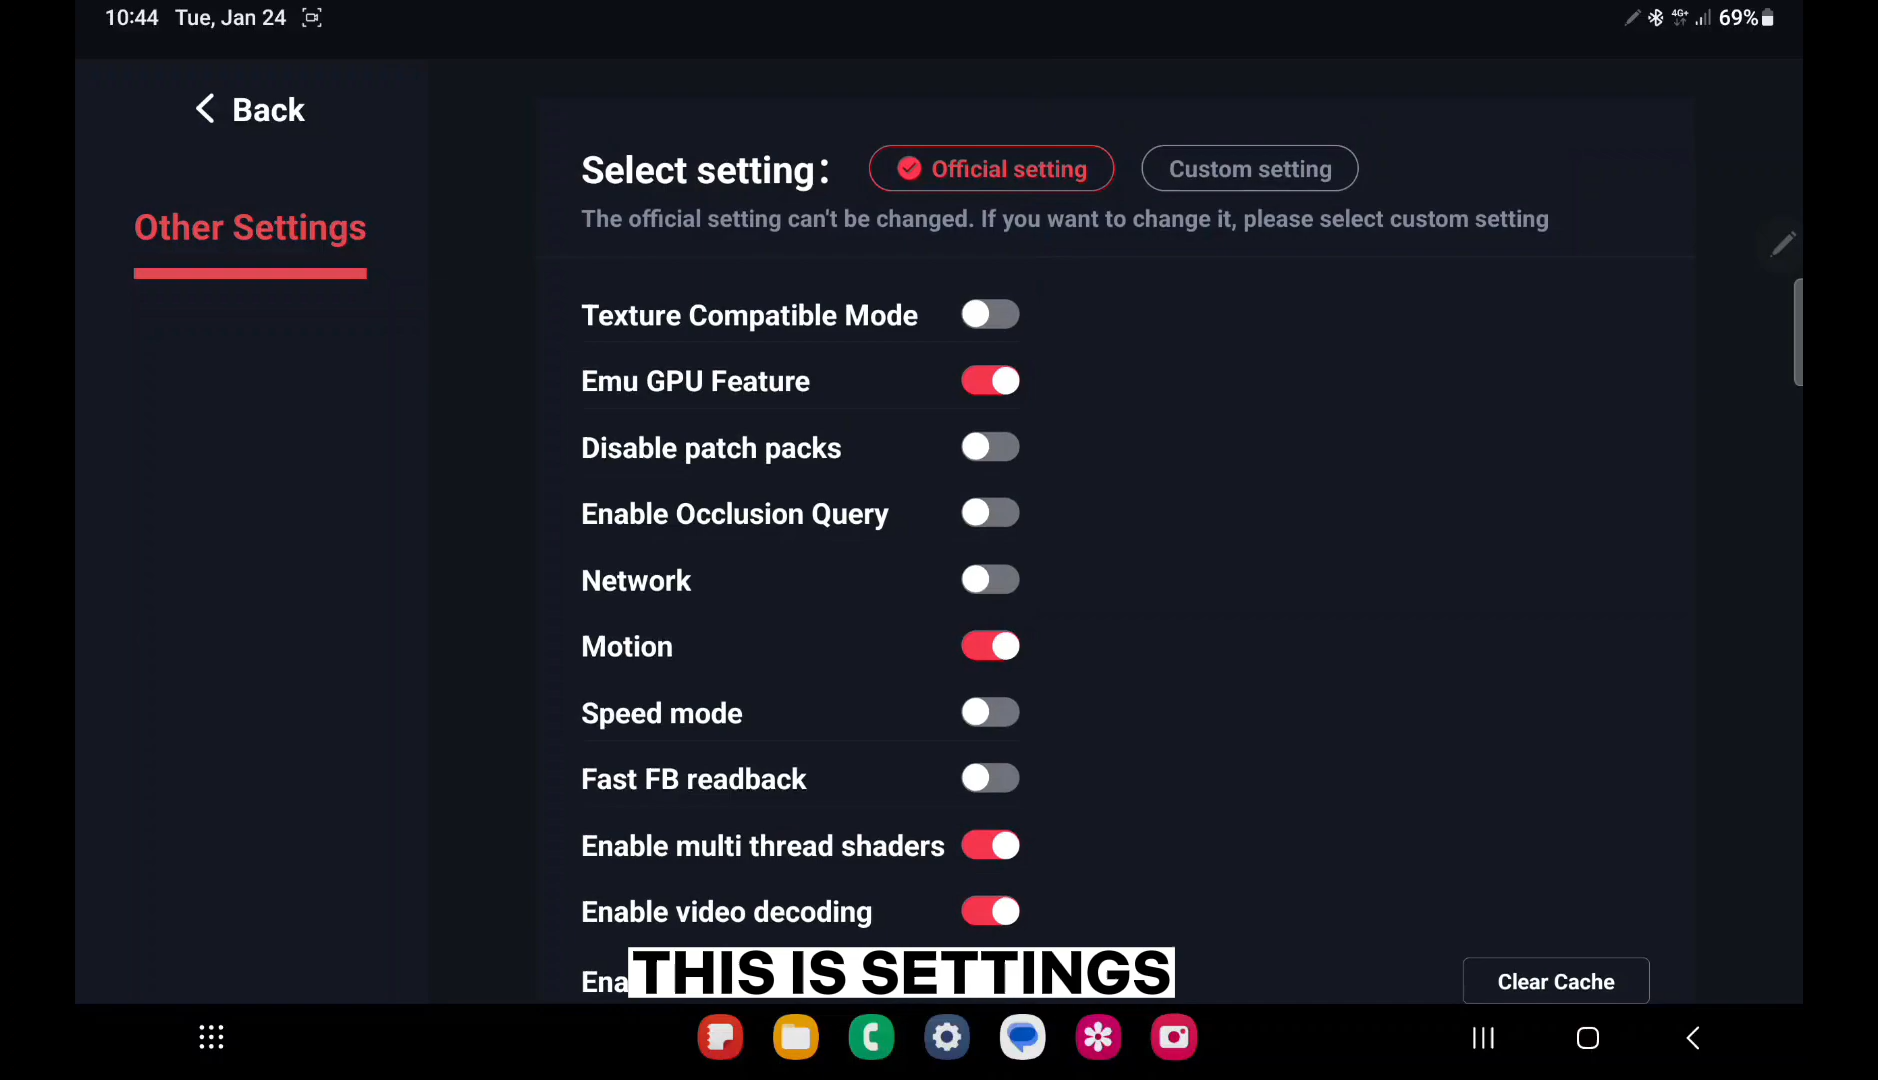 10:44 Tue, Jan 24
4G+ 69%
Back
Other Settings
Select setting: Official setting Custom setting
The official setting can't be changed. If you want to change it, please select custom setting
Texture Compatible Mode
Emu GPU Feature
Disable patch packs
Enable Occlusion Query
Network
Motion
Speed mode
Fast FB readback
Enable multi thread shaders
Enable video decoding
Ena
THIS IS SETTINGS
Clear Cache